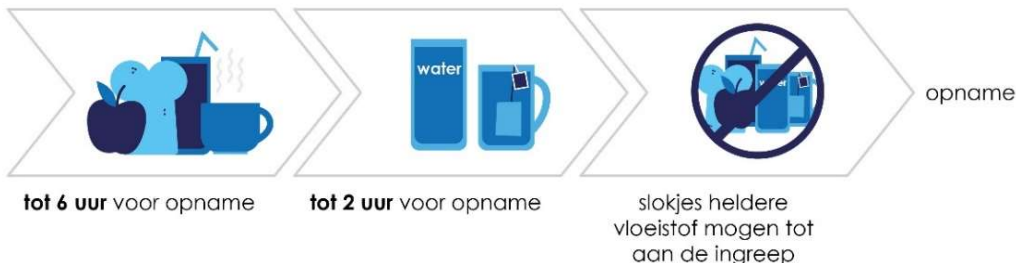 water
water
opname
tot 6 uur voor opname
tot 2 uur voor opname
slokjes heldere
vloeistof mogen tot
aan de ingreep